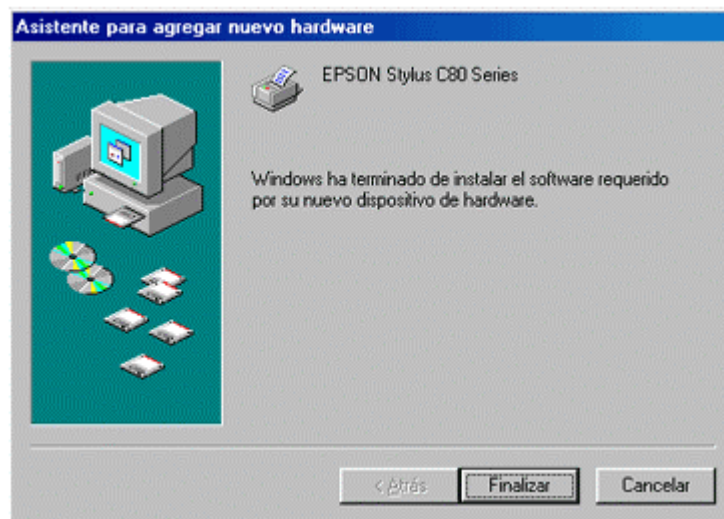 Asistente para agregar nuevo hardware
EPSON Stylus C80 Series
Windows ha terminado de instalar el software requerido
por su nuevo dispositivo de hardware.
< Atrás
Finalizar
Cancelar